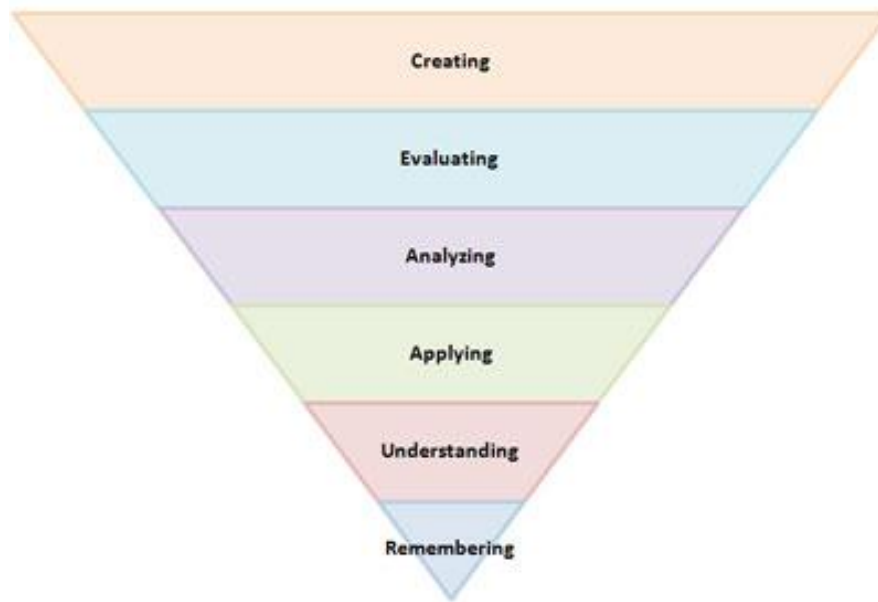 Creating
Evaluating
Analyzing
Applying
Understanding
Remembering